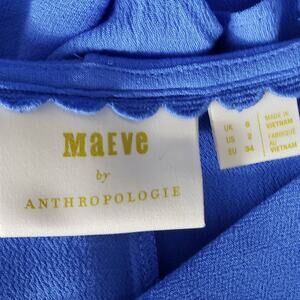 MaEVE
by
ANTHROPOLOGIE
UK 6
US 2
EU 34
MADE IN
VIETNAM
FABRIQUÉ
AU
VIETNAM